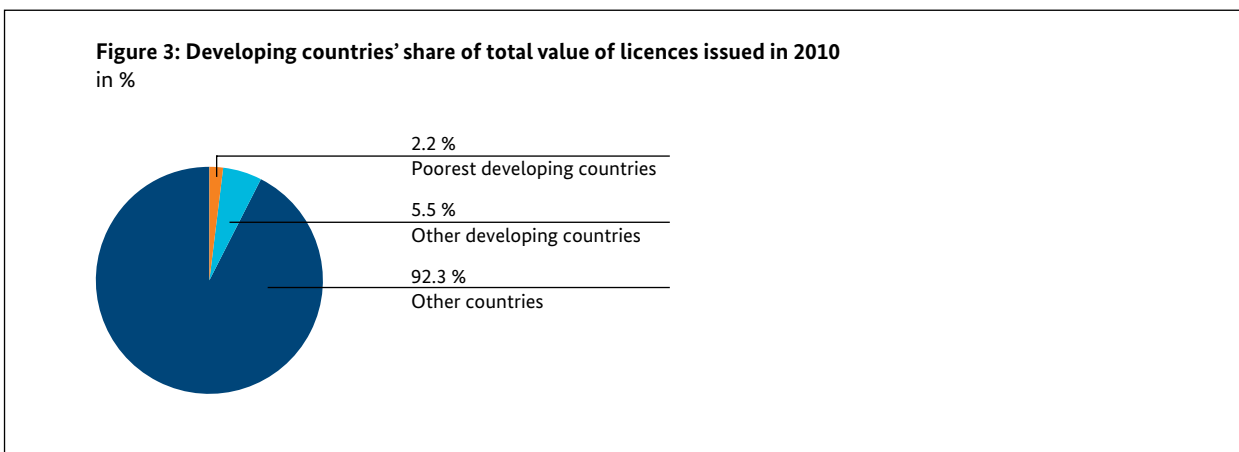 Figure 3: Developing countries’ share of total value of licences issued in 2010
in %
2.2 %
Poorest developing countries
5.5 %
Other developing countries
92.3 %
Other countries